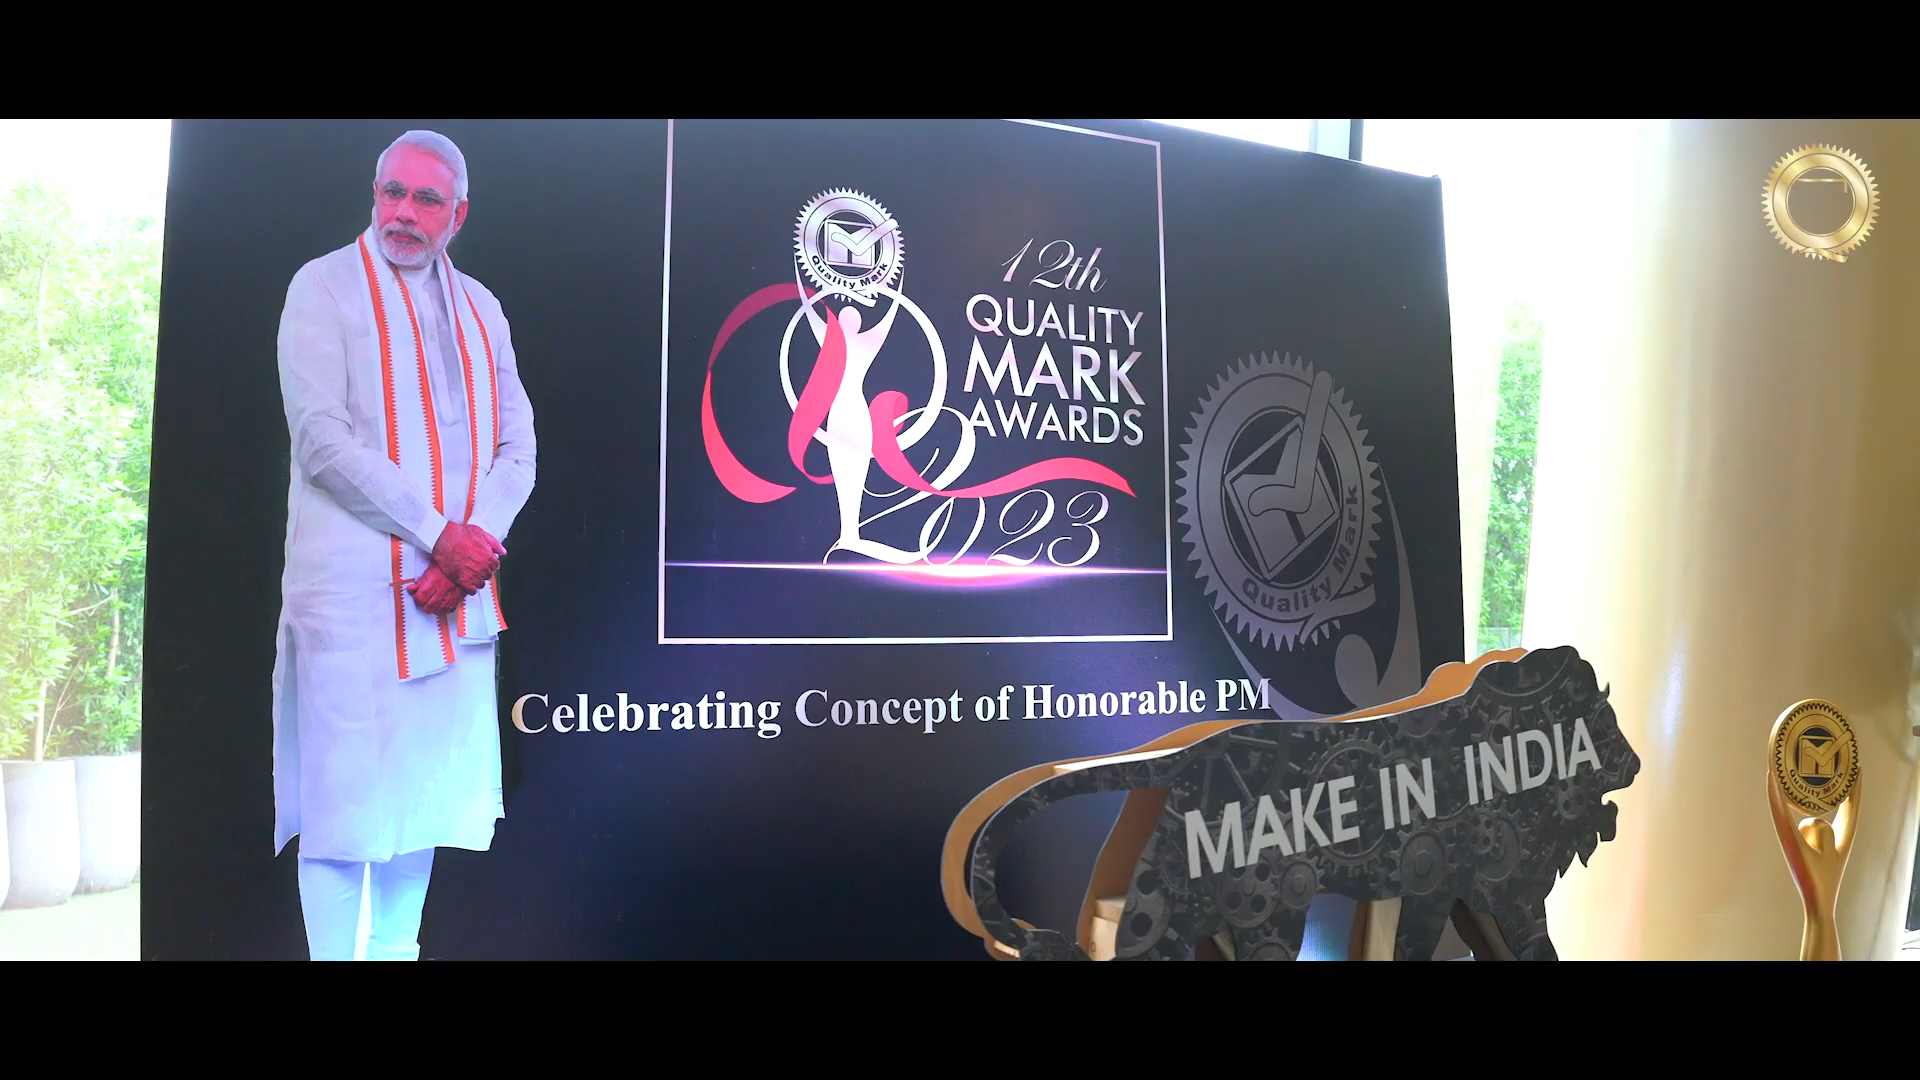 12th
QUALITY
MARK
AWARDS
2023
Quality Mark
Quality Mark
Celebrating Concept of Honorable PM
MAKE IN INDIA
Quality Mark